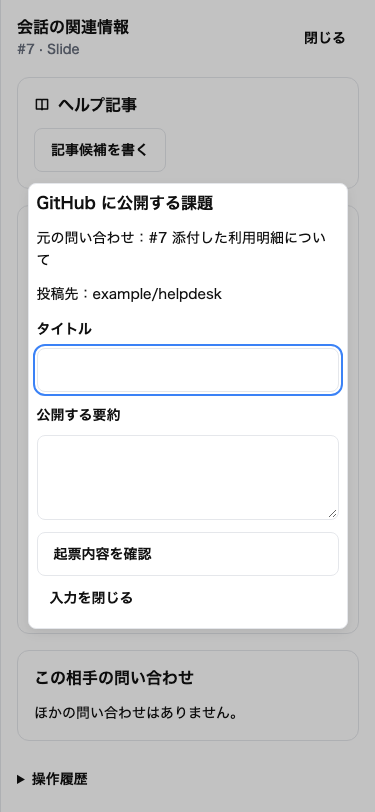 会話の関連情報
#7 · Slide
閉じる
ヘルプ記事
記事候補を書く
GitHub に公開する課題
元の問い合わせ：#7 添付した利用明細につい
て
投稿先：example/helpdesk
タイトル
公開する要約
起票内容を確認
入力を閉じる
この相手の問い合わせ
ほかの問い合わせはありません。
操作履歴